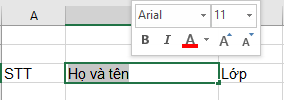 Arial 11
A
B I A A A
STT Họ và tên Lớp